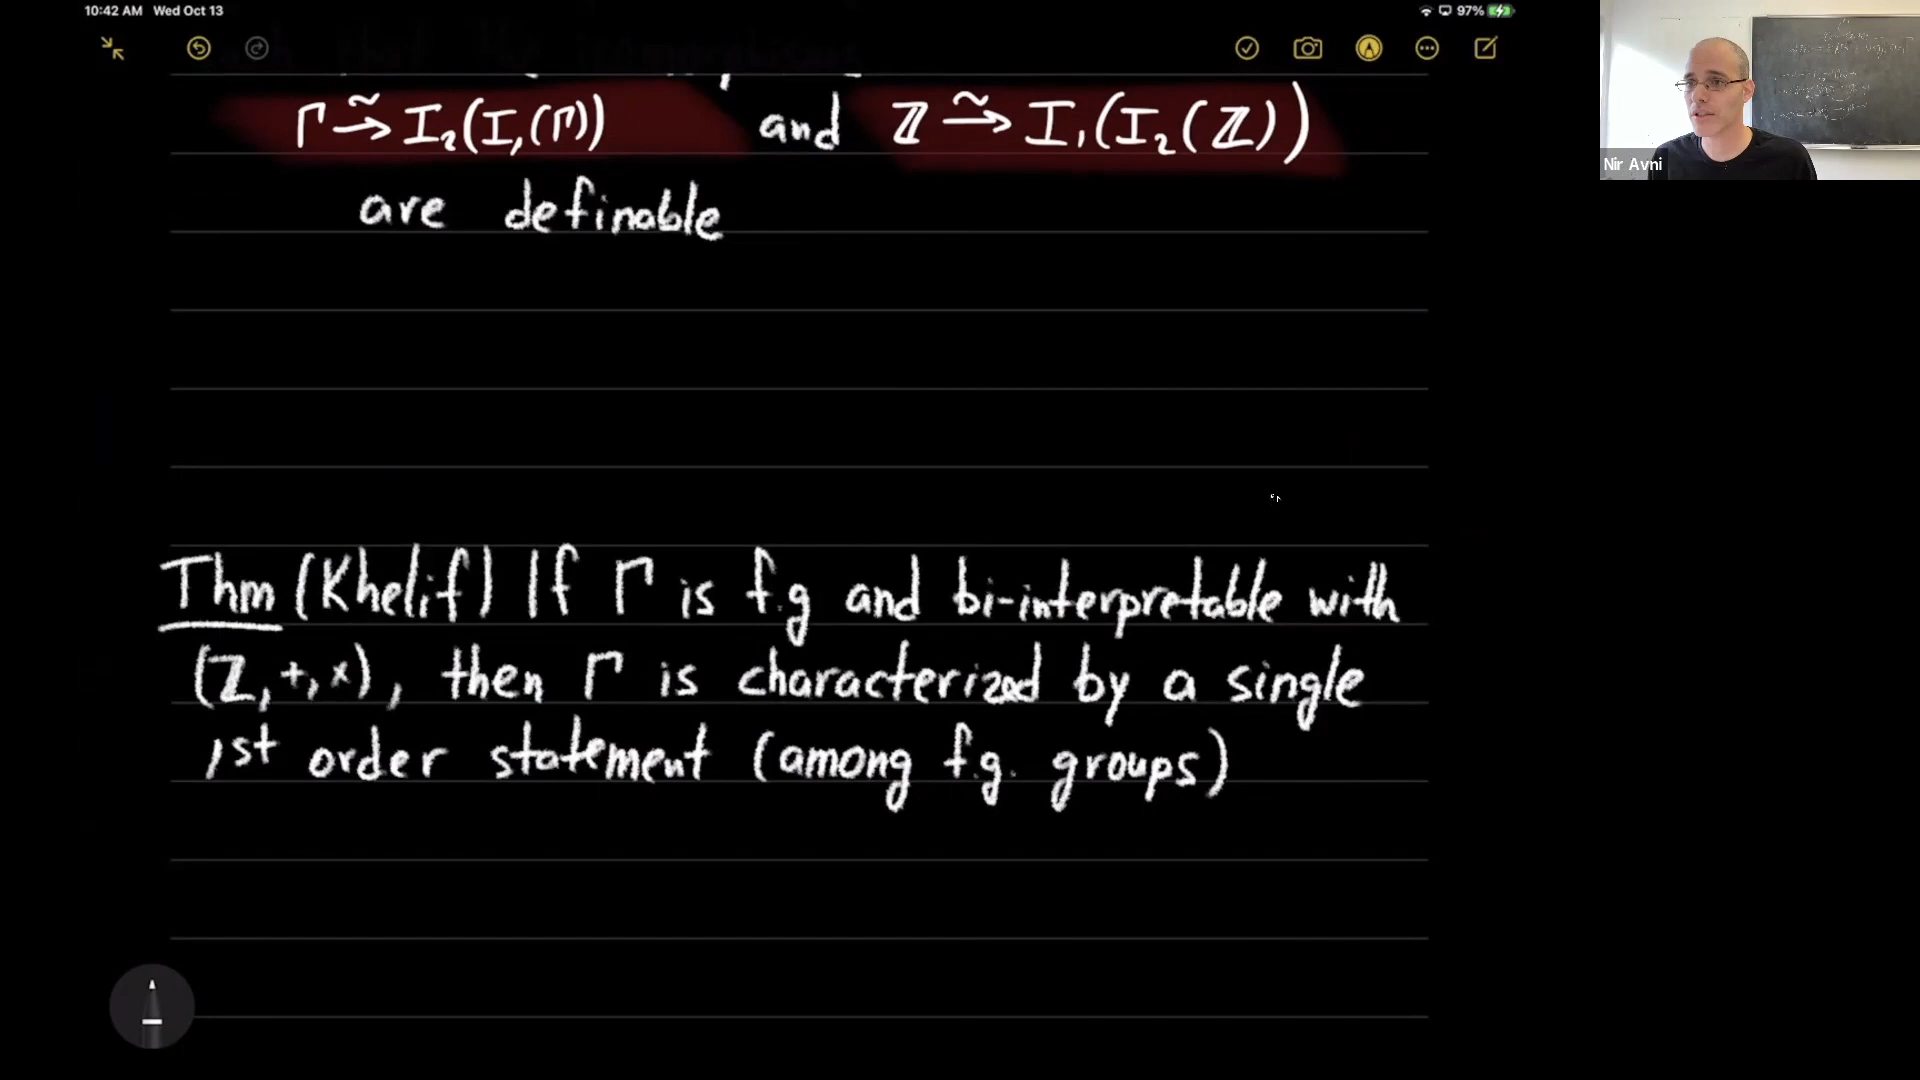 10:42 AM Wed Oct 13
97%
Γ ⥲ I₂(I₁(Γ)) and ℤ ⥲ I₁(I₂(ℤ))
are definable
Nir Avni
Thm (Khelif) If Γ is f.g and bi-interpretable with
(ℤ,+,×), then Γ is characterized by a single
1st order statement (among f.g. groups)